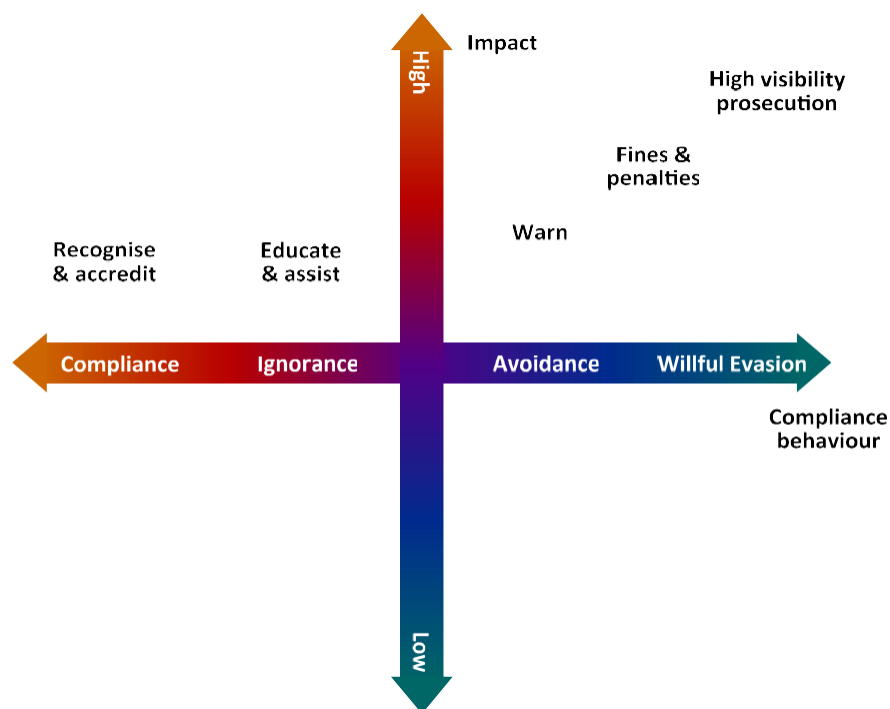 Impact
High
High visibility
prosecution
Fines &
penalties
Warn
Recognise
& accredit
Educate
& assist
Compliance
Ignorance
Avoidance
Willful Evasion
Compliance
behaviour
Low